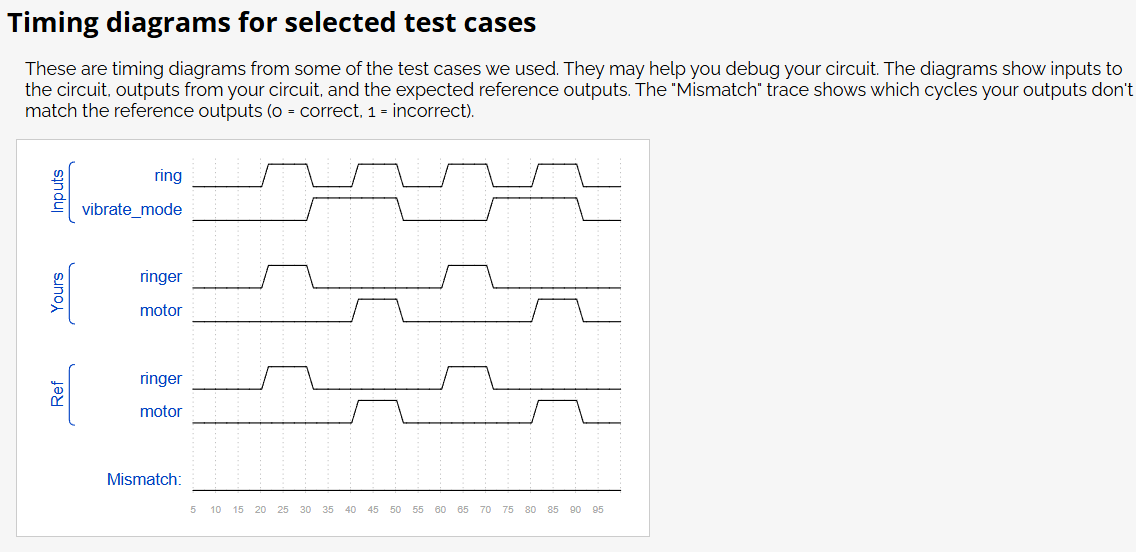 Timing diagrams for selected test cases
These are timing diagrams from some of the test cases we used. They may help you debug your circuit. The diagrams show inputs to
the circuit, outputs from your circuit, and the expected reference outputs. The "Mismatch" trace shows which cycles your outputs don't
match the reference outputs (0 = correct, 1 = incorrect).
Inputs
ring
vibrate_mode
Yours
ringer
motor
Ref
ringer
motor
Mismatch:
5 10 15 20 25 30 35 40 45 50 55 60 65 70 75 80 85 90 95